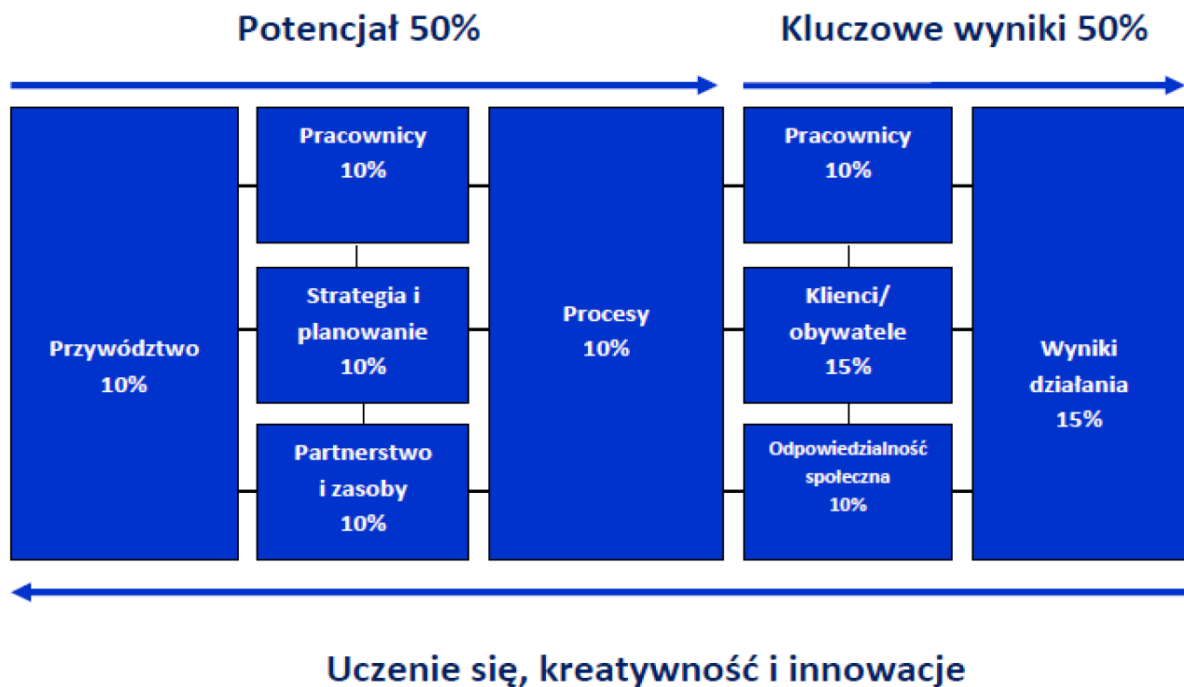 Potencjał 50%
Kluczowe wyniki 50%
Przywództwo
10%
Pracownicy
10%
Strategia i
planowanie
10%
Partnerstwo
i zasoby
10%
Procesy
10%
Pracownicy
10%
Klienci/
obywatele
15%
Odpowiedzialność
społeczna
10%
Wyniki
działania
15%
Uczenie się, kreatywność i innowacje